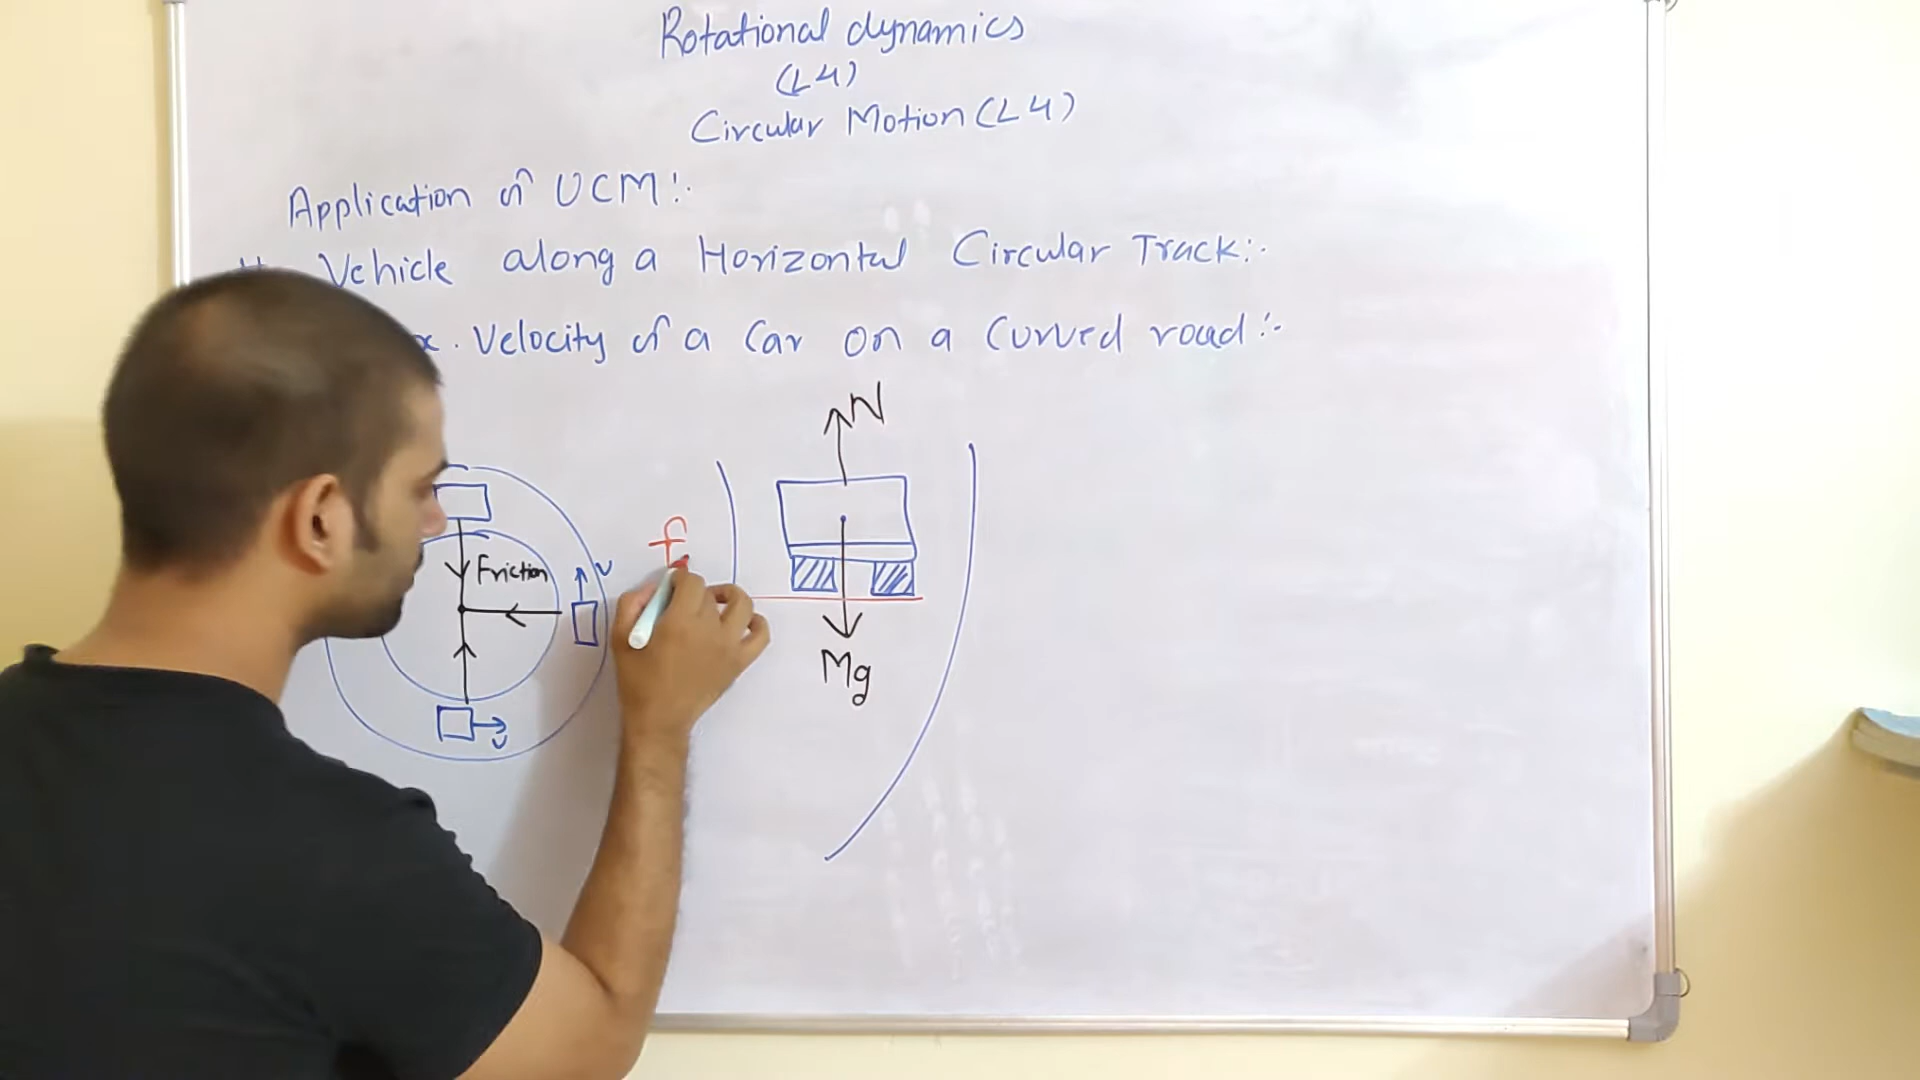 Rotational dynamics
(L4)
Circular Motion (L4)
Application of UCM:-
Vehicle along a Horizontal Circular Track:-
x. Velocity of a Car on a Curved road:-
N
f
Friction
v
Mg
v